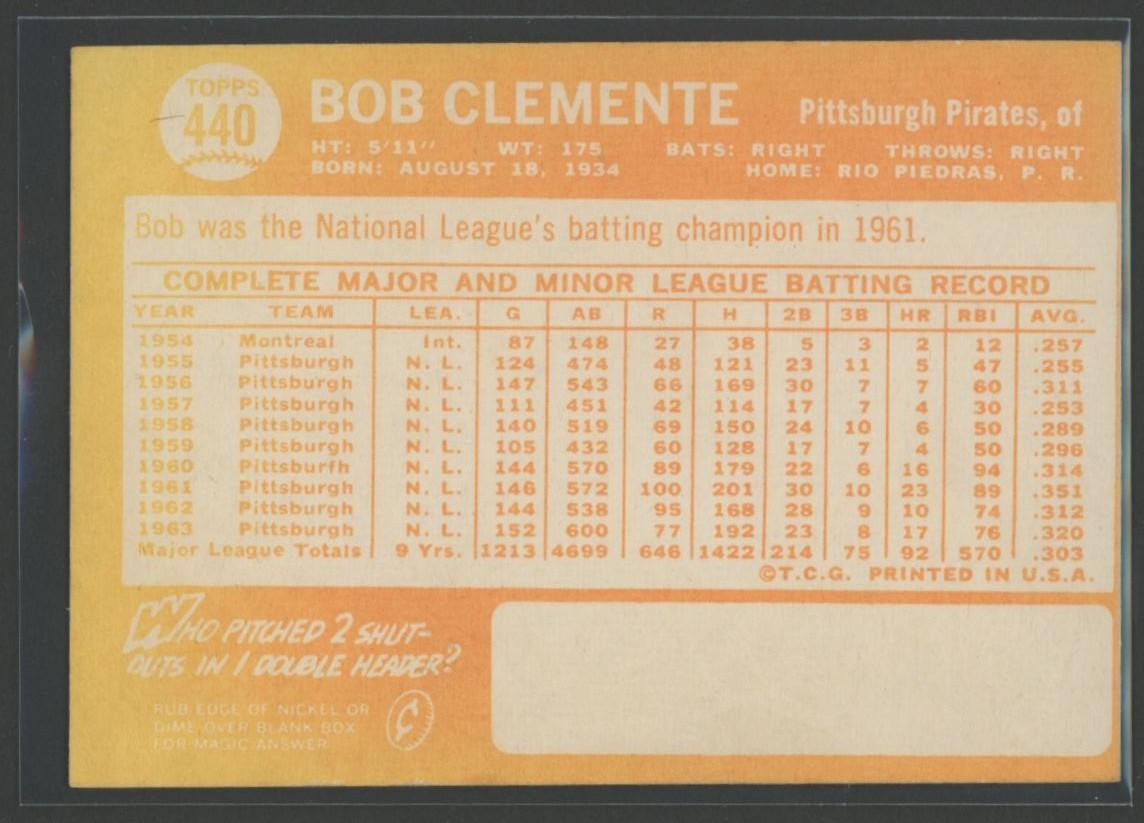 TOPPS
440
BOB CLEMENTE
Pittsburgh Pirates, of
HT: 5'11" WT: 175 BATS: RIGHT THROWS: RIGHT
BORN: AUGUST 18, 1934 HOME: RIO PIEDRAS, P. R.
Bob was the National League's batting champion in 1961.
COMPLETE MAJOR AND MINOR LEAGUE BATTING RECORD
YEAR TEAM LEA. G AB R H 2B 3B HR RBI AVG.
1954 Montreal Int. 87 148 27 38 5 3 2 12 .257
1955 Pittsburgh N. L. 124 474 48 121 23 11 5 47 .255
1956 Pittsburgh N. L. 147 543 66 169 30 7 7 60 .311
1957 Pittsburgh N. L. 111 451 42 114 17 7 4 30 .253
1958 Pittsburgh N. L. 140 519 69 150 24 10 6 50 .289
1959 Pittsburgh N. L. 105 432 60 128 17 7 4 50 .296
1960 Pittsburfh N. L. 144 570 89 179 22 6 16 94 .314
1961 Pittsburgh N. L. 146 572 100 201 30 10 23 89 .351
1962 Pittsburgh N. L. 144 538 95 168 28 9 10 74 .312
1963 Pittsburgh N. L. 152 600 77 192 23 8 17 76 .320
Major League Totals 9 Yrs. 1213 4699 646 1422 214 75 92 570 .303
©T.C.G. PRINTED IN U.S.A.
WHO PITCHED 2 SHUT-
OUTS IN 1 DOUBLE HEADER?
RUB EDGE OF NICKEL OR
DIME OVER BLANK BOX
FOR MAGIC ANSWER
¢